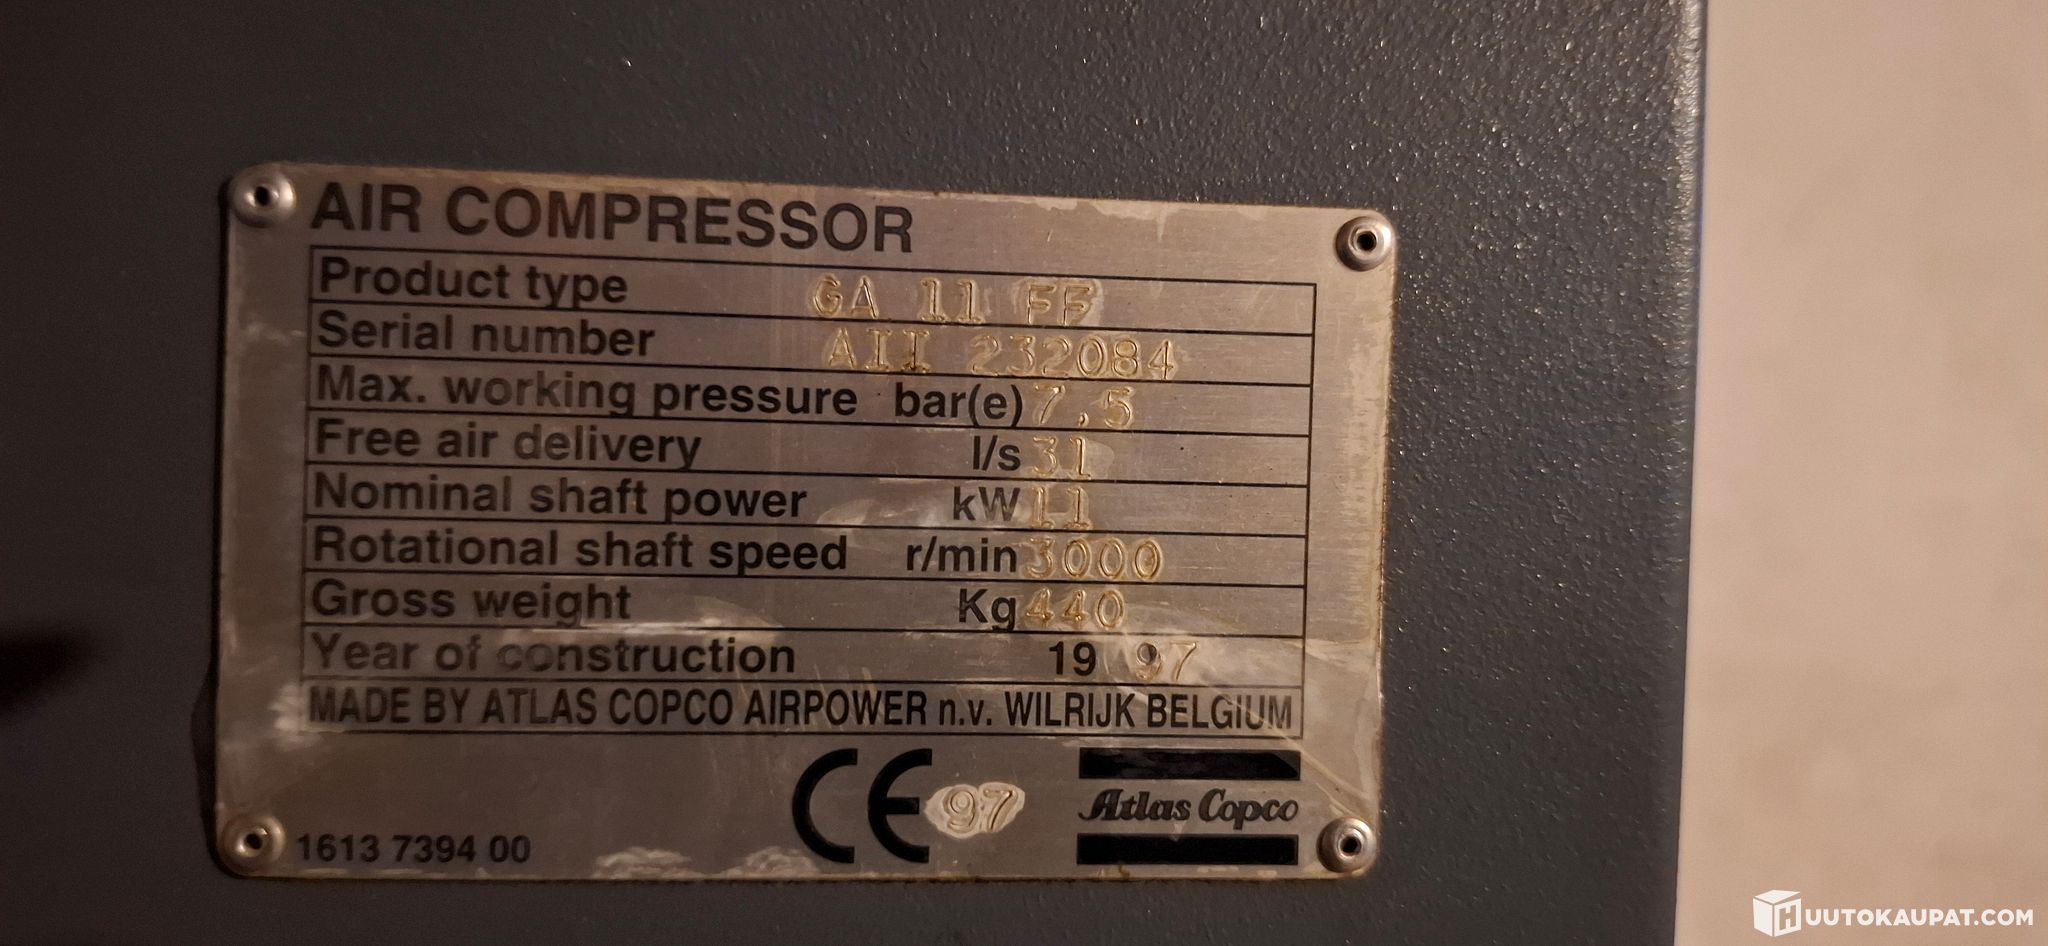 AIR COMPRESSOR
Product type GA 11 FF
Serial number AII 232084
Max. working pressure bar(e) 7,5
Free air delivery l/s 31
Nominal shaft power kW 11
Rotational shaft speed r/min 3000
Gross weight Kg 440
Year of construction 19 97
MADE BY ATLAS COPCO AIRPOWER n.v. WILRIJK BELGIUM
CE 97
Atlas Copco
1613 7394 00
HUUTOKAUPAT.COM